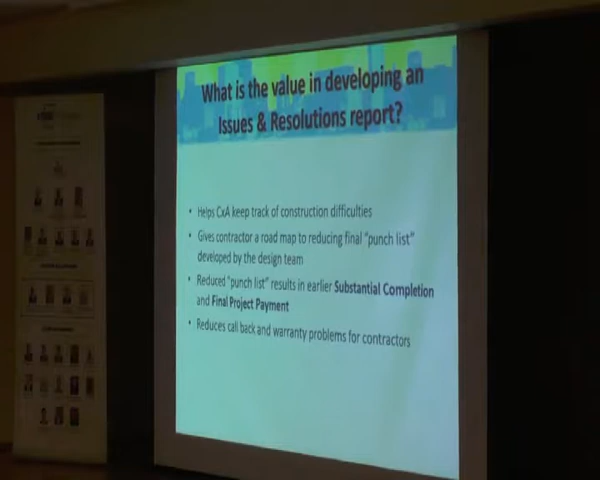 What is the value in developing an
Issues & Resolutions report?
• Helps CxA keep track of construction difficulties
• Gives contractor a road map to reducing final "punch list"
developed by the design team
• Reduced "punch list" results in earlier Substantial Completion
and Final Project Payment
• Reduces call back and warranty problems for contractors